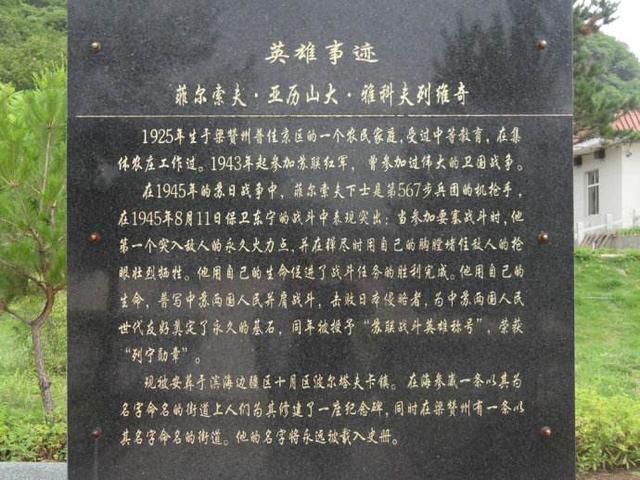 英雄事迹
菲尔索夫·亚历山大·雅科夫列维奇
1925年生于梁赞州普佳京区的一个农民家庭，受过中等教育，在集
体农庄工作过。1943年起参加苏联红军，曾参加过伟大的卫国战争。
在1945年的苏日战争中，菲尔索夫下士是第567步兵团的机抢手，
在1945年8月11日保卫东宁的战斗中表现突出；当参加要塞战斗时，他
第一个突入敌人的永久火力点，并在弹尽时用自己的胸膛堵住敌人的枪
眼壮烈牺牲。他用自己的生命促进了战斗任务的胜利完成。他用自己的
生命，普写中苏两国人民并肩战斗，击败日本侵略者，为中苏两国人民
世代友好奠定了永久的基石，同年被授予“苏联战斗英雄称号”，荣获
“列宁勋章”。
现被安葬于滨海边疆区十月区波尔塔夫卡镇。在海参崴一条以其为
名字命名的街道上人们为其修建了一座纪念碑，同时在梁赞州有一条以
其名字命名的街道。他的名字将永远被载入史册。